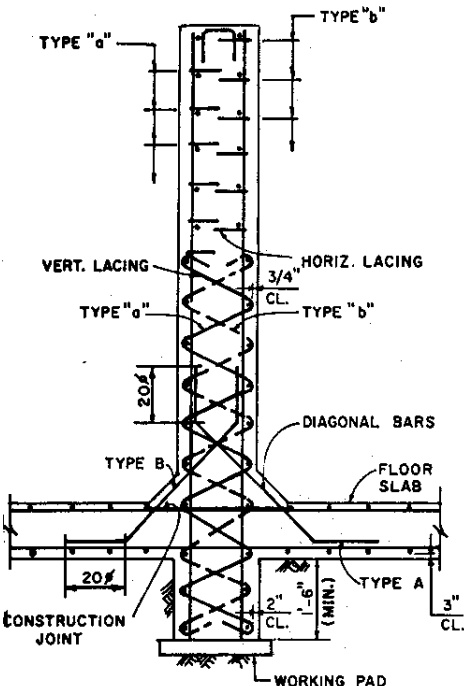 TYPE "b"
TYPE "a"
VERT. LACING
HORIZ. LACING
3/4"
CL.
TYPE "a"
TYPE "b"
20ϕ
DIAGONAL BARS
TYPE B
FLOOR
SLAB
20ϕ
TYPE A
CONSTRUCTION
JOINT
2"
CL.
1'-6"
(MIN.)
3"
CL.
WORKING PAD